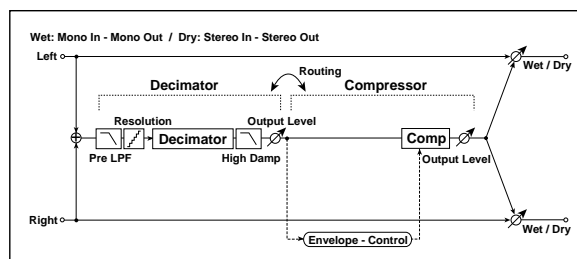 Wet: Mono In - Mono Out / Dry: Stereo In - Stereo Out
Left
Wet / Dry
Routing
Decimator
Compressor
Resolution
Output Level
Decimator
Comp
Pre LPF
High Damp
Output Level
Right
Wet / Dry
Envelope - Control